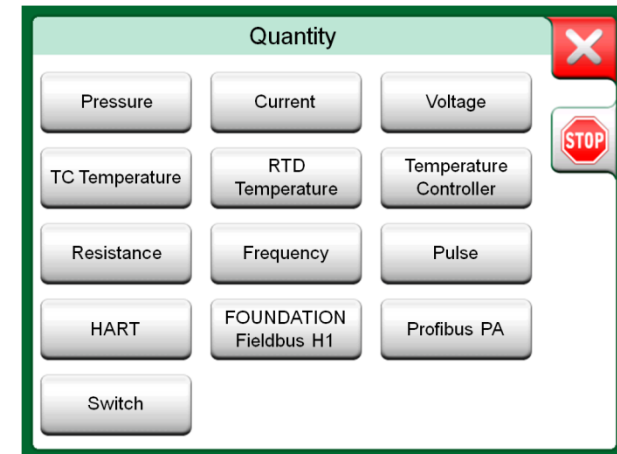 Quantity
Pressure
Current
Voltage
STOP
TC Temperature
RTD
Temperature
Temperature
Controller
Resistance
Frequency
Pulse
HART
FOUNDATION
Fieldbus H1
Profibus PA
Switch